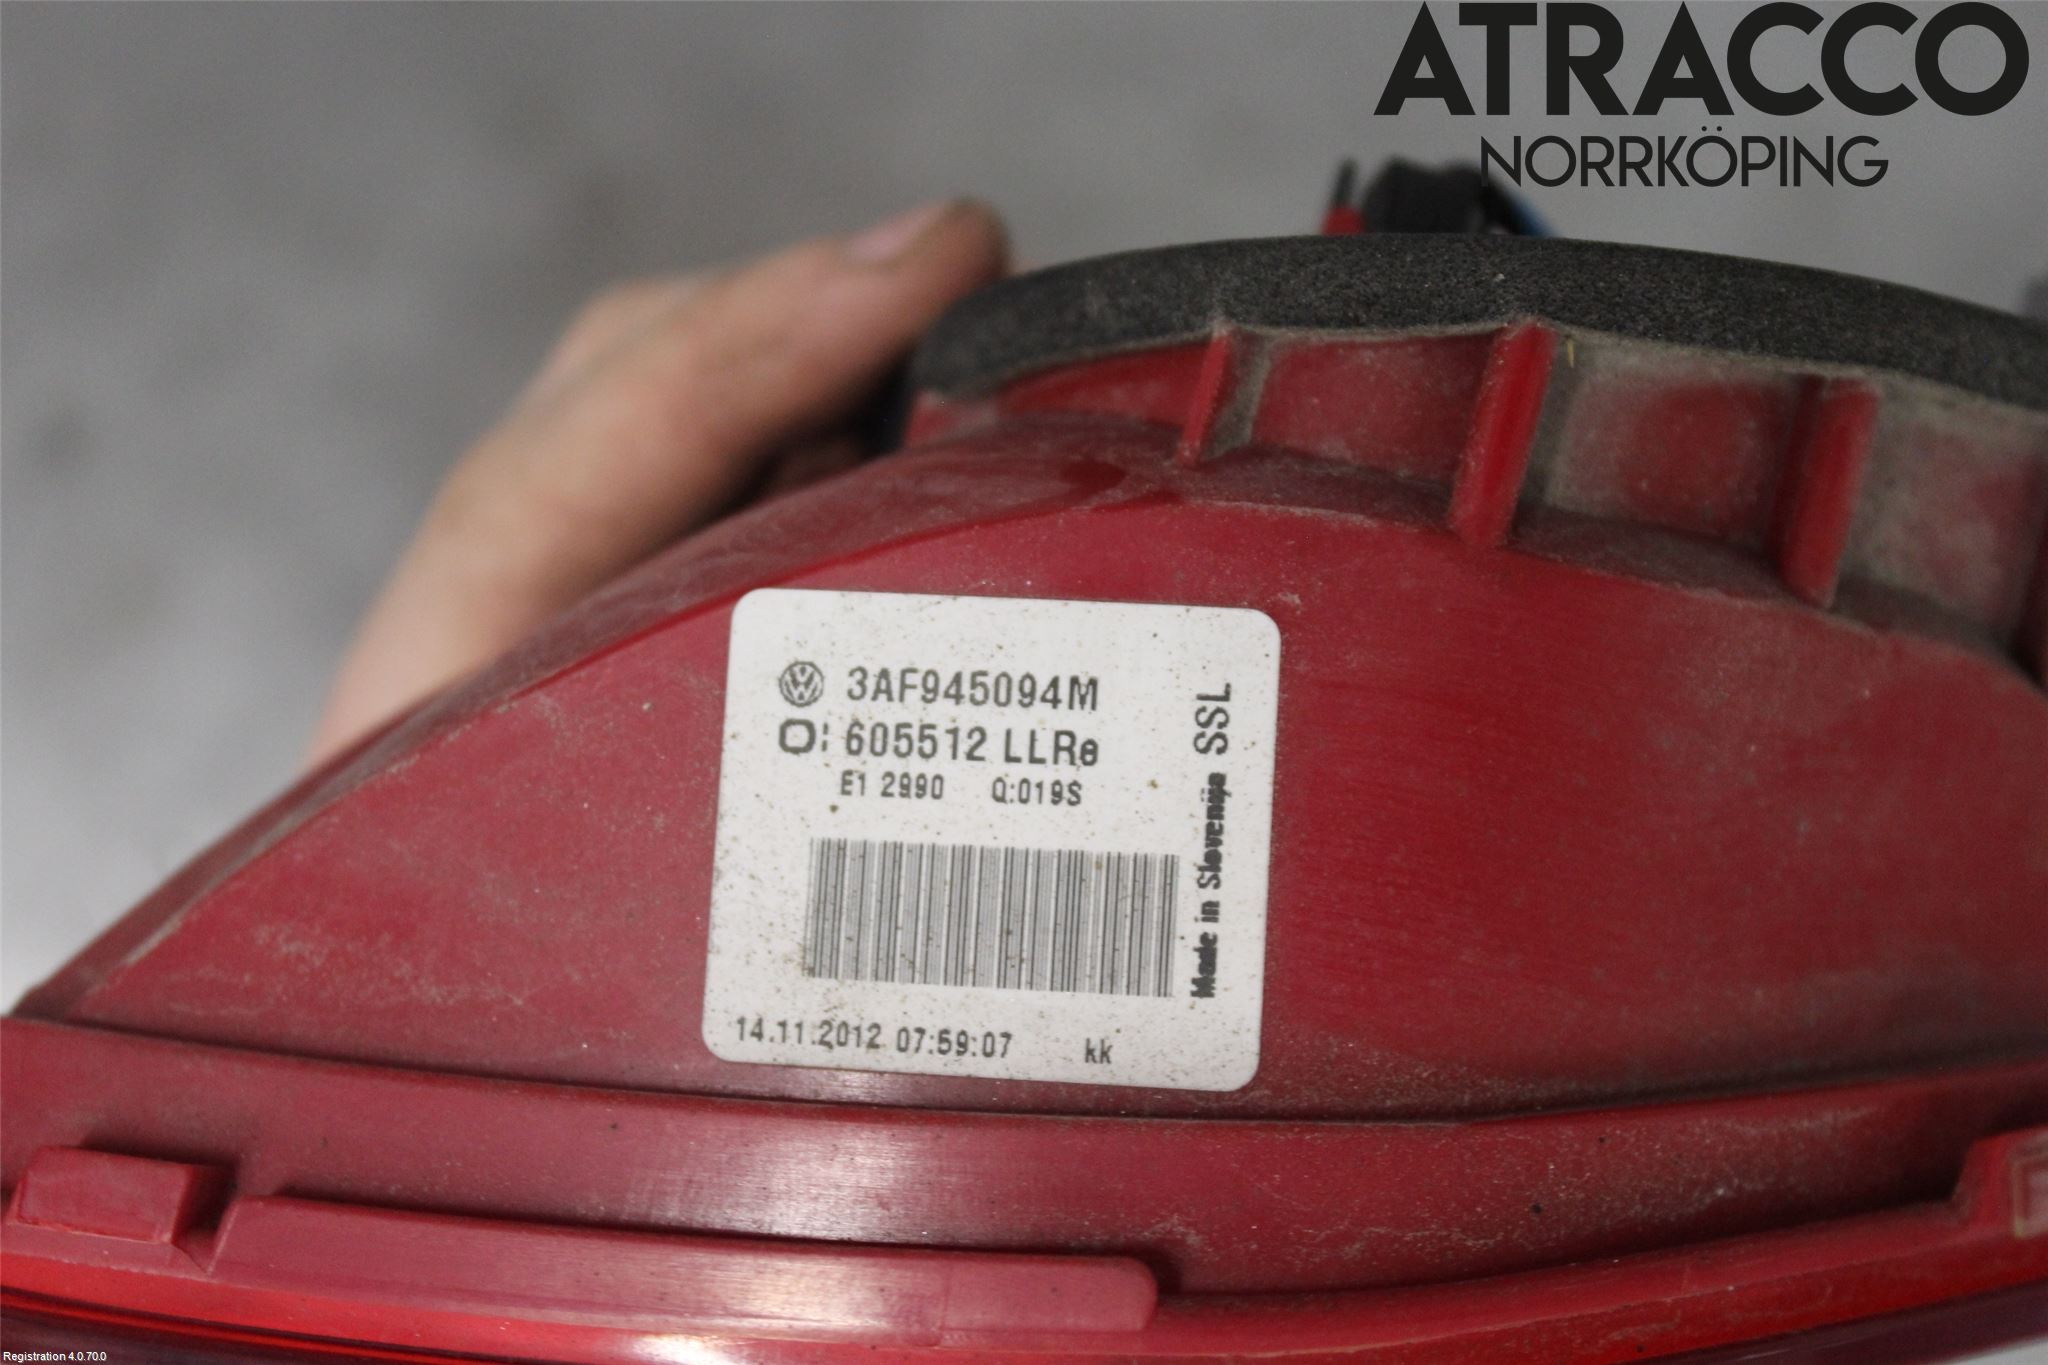 ATRACCO
NORRKÖPING
3AF945094M
O: 605512 LLRe
E1 2990 Q:019S
Made in Slovenija SSL
14.11.2012 07:59:07 kk
Registration 4.0.70.0